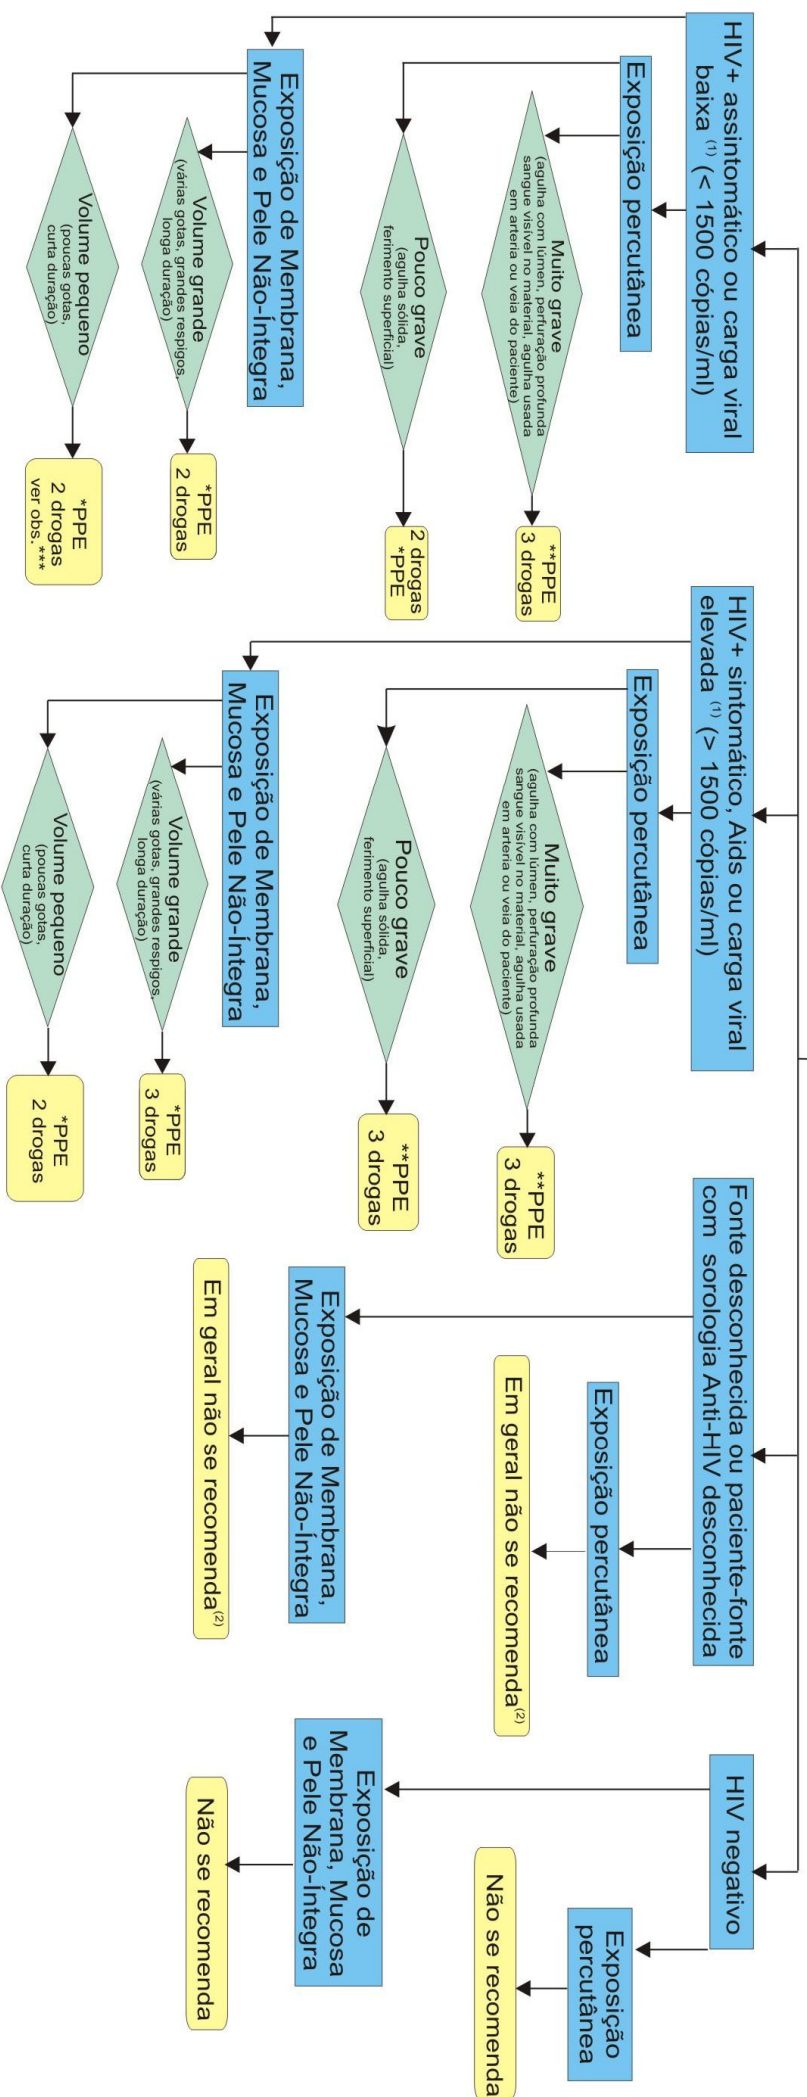 HIV+ assintomático ou carga viral
baixa (1) (< 1500 cópias/ml)
Exposição percutânea
Muito grave
(agulha com lúmen, perfuração profunda
sangue visível no material, agulha usada
em arteria ou veia do paciente)
**PPE
3 drogas
Pouco grave
(agulha sólida,
ferimento superficial)
2 drogas
*PPE
Exposição de Membrana,
Mucosa e Pele Não-Íntegra
Volume grande
(várias gotas, grandes respigos,
longa duração)
*PPE
2 drogas
Volume pequeno
(poucas gotas,
curta duração)
*PPE
2 drogas
ver obs. ***
HIV+ sintomático, Aids ou carga viral
elevada (1) (> 1500 cópias/ml)
Exposição percutânea
Muito grave
(agulha com lúmen, perfuração profunda
sangue visível no material, agulha usada
em arteria ou veia do paciente)
**PPE
3 drogas
Pouco grave
(agulha sólida,
ferimento superficial)
**PPE
3 drogas
Exposição de Membrana,
Mucosa e Pele Não-Íntegra
Volume grande
(várias gotas, grandes respigos,
longa duração)
*PPE
3 drogas
Volume pequeno
(poucas gotas,
curta duração)
*PPE
2 drogas
Fonte desconhecida ou paciente-fonte
com sorologia Anti-HIV desconhecida
Exposição percutânea
Em geral não se recomenda(2)
Exposição de Membrana,
Mucosa e Pele Não-Íntegra
Em geral não se recomenda(2)
HIV negativo
Exposição
percutânea
Não se recomenda
Exposição de
Membrana, Mucosa
e Pele Não-Íntegra
Não se recomenda